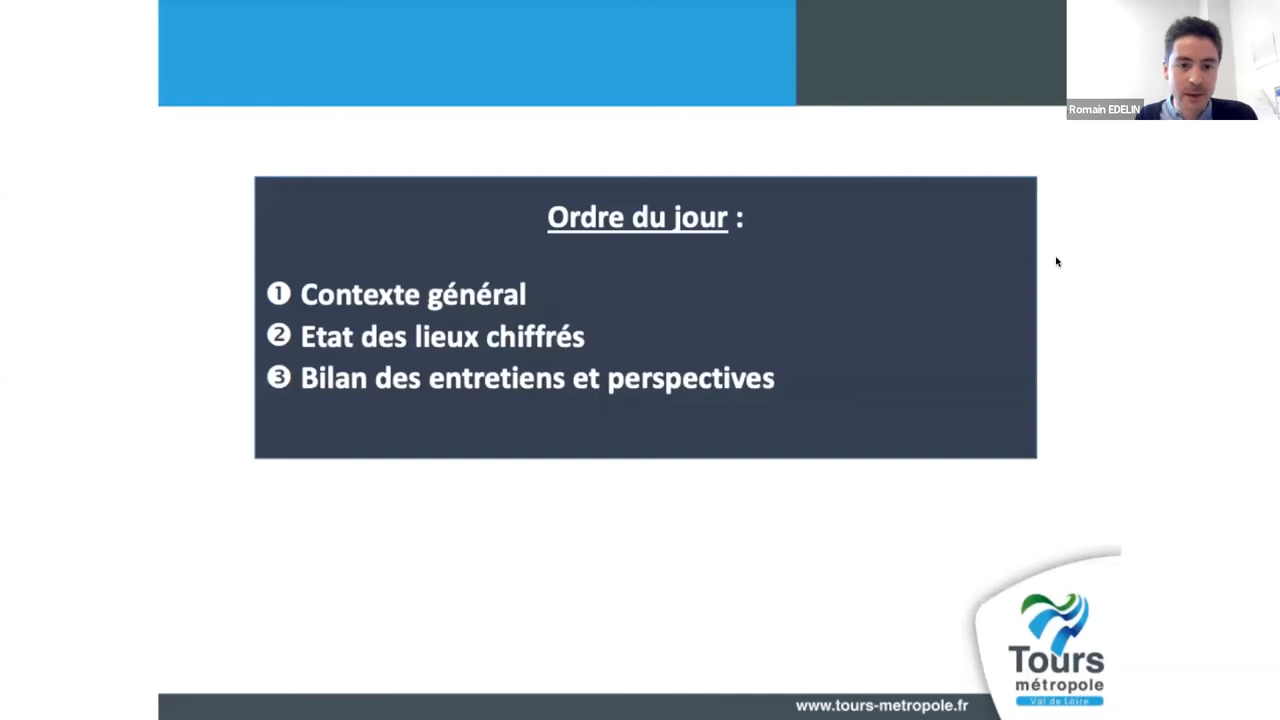 Romain EDELIN
Ordre du jour :
❶ Contexte général
❷ Etat des lieux chiffrés
❸ Bilan des entretiens et perspectives
www.tours-metropole.fr
Tours
métropole
Val de Loire